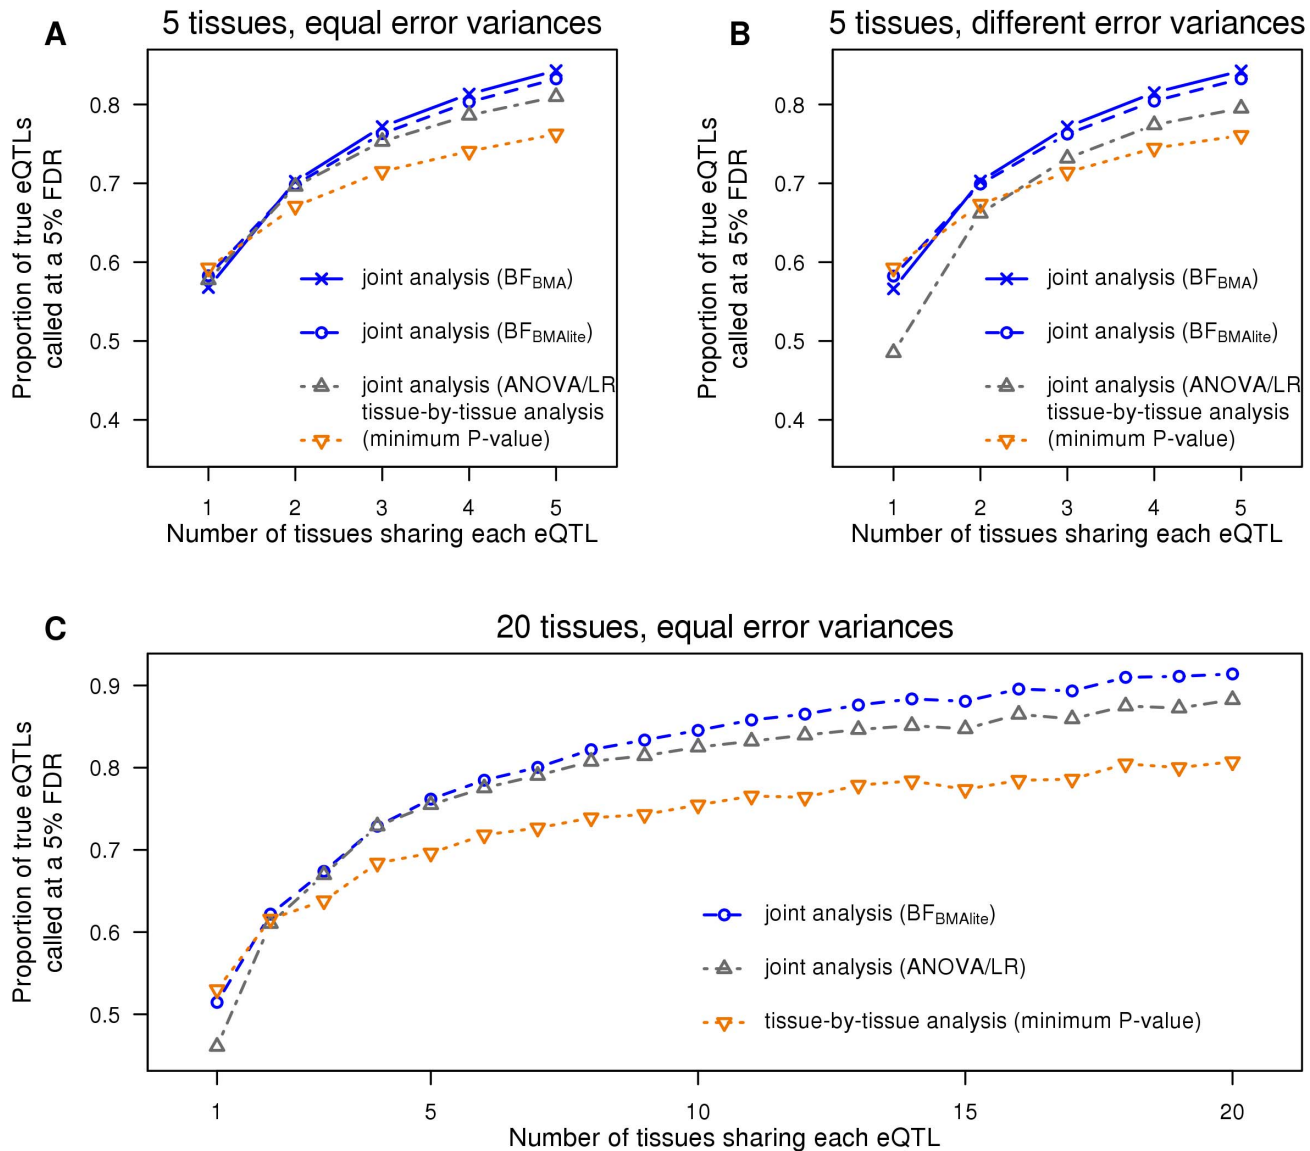 A
5 tissues, equal error variances
Proportion of true eQTLs
called at a 5% FDR
0.8
0.7
0.6
0.5
0.4
joint analysis (BFBMA)
joint analysis (BFBMAlite)
joint analysis (ANOVA/LR
tissue-by-tissue analysis
(minimum P-value)
1 2 3 4 5
Number of tissues sharing each eQTL
B
5 tissues, different error variances
Proportion of true eQTLs
called at a 5% FDR
0.8
0.7
0.6
0.5
0.4
joint analysis (BFBMA)
joint analysis (BFBMAlite)
joint analysis (ANOVA/LR
tissue-by-tissue analysis
(minimum P-value)
1 2 3 4 5
Number of tissues sharing each eQTL
C
20 tissues, equal error variances
Proportion of true eQTLs
called at a 5% FDR
0.9
0.8
0.7
0.6
0.5
joint analysis (BFBMAlite)
joint analysis (ANOVA/LR)
tissue-by-tissue analysis (minimum P-value)
1 5 10 15 20
Number of tissues sharing each eQTL